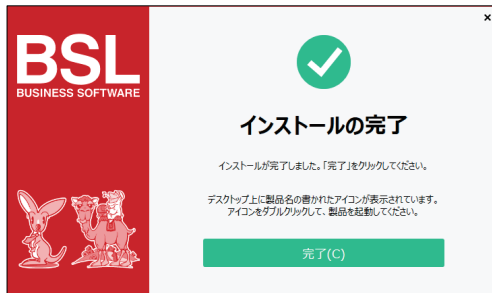 BSL
BUSINESS SOFTWARE
×
インストールの完了
インストールが完了しました。「完了」をクリックしてください。
デスクトップ上に製品名の書かれたアイコンが表示されています。
アイコンをダブルクリックして、製品を起動してください。
完了(C)